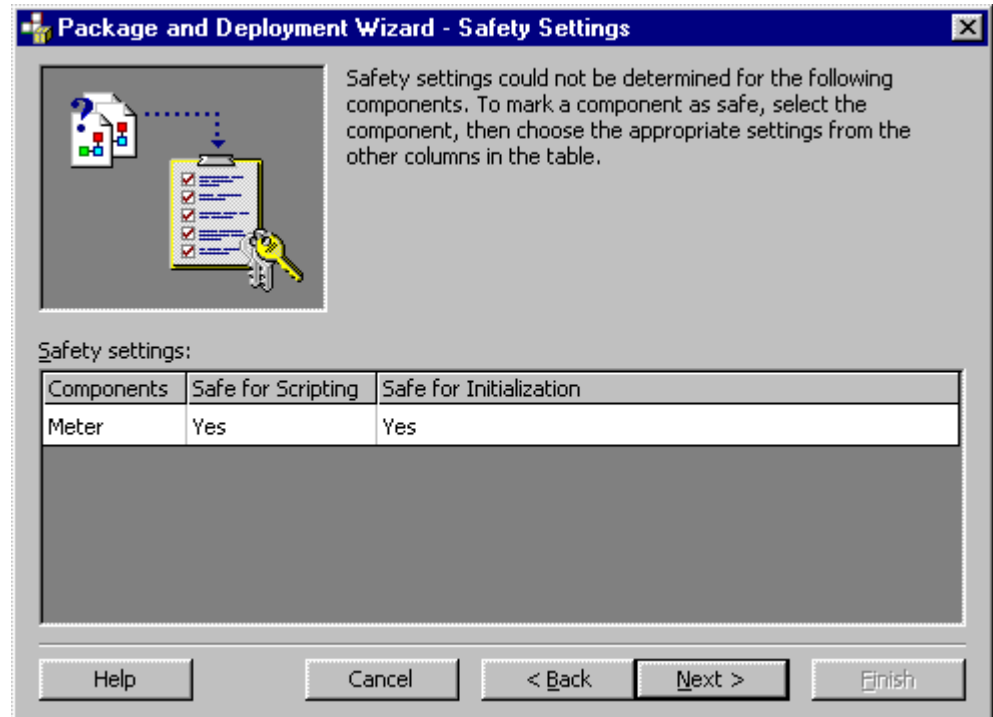 Package and Deployment Wizard - Safety Settings
Safety settings could not be determined for the following
components. To mark a component as safe, select the
component, then choose the appropriate settings from the
other columns in the table.
Safety settings:
Components Safe for Scripting Safe for Initialization
Meter Yes Yes
Help Cancel < Back Next > Finish